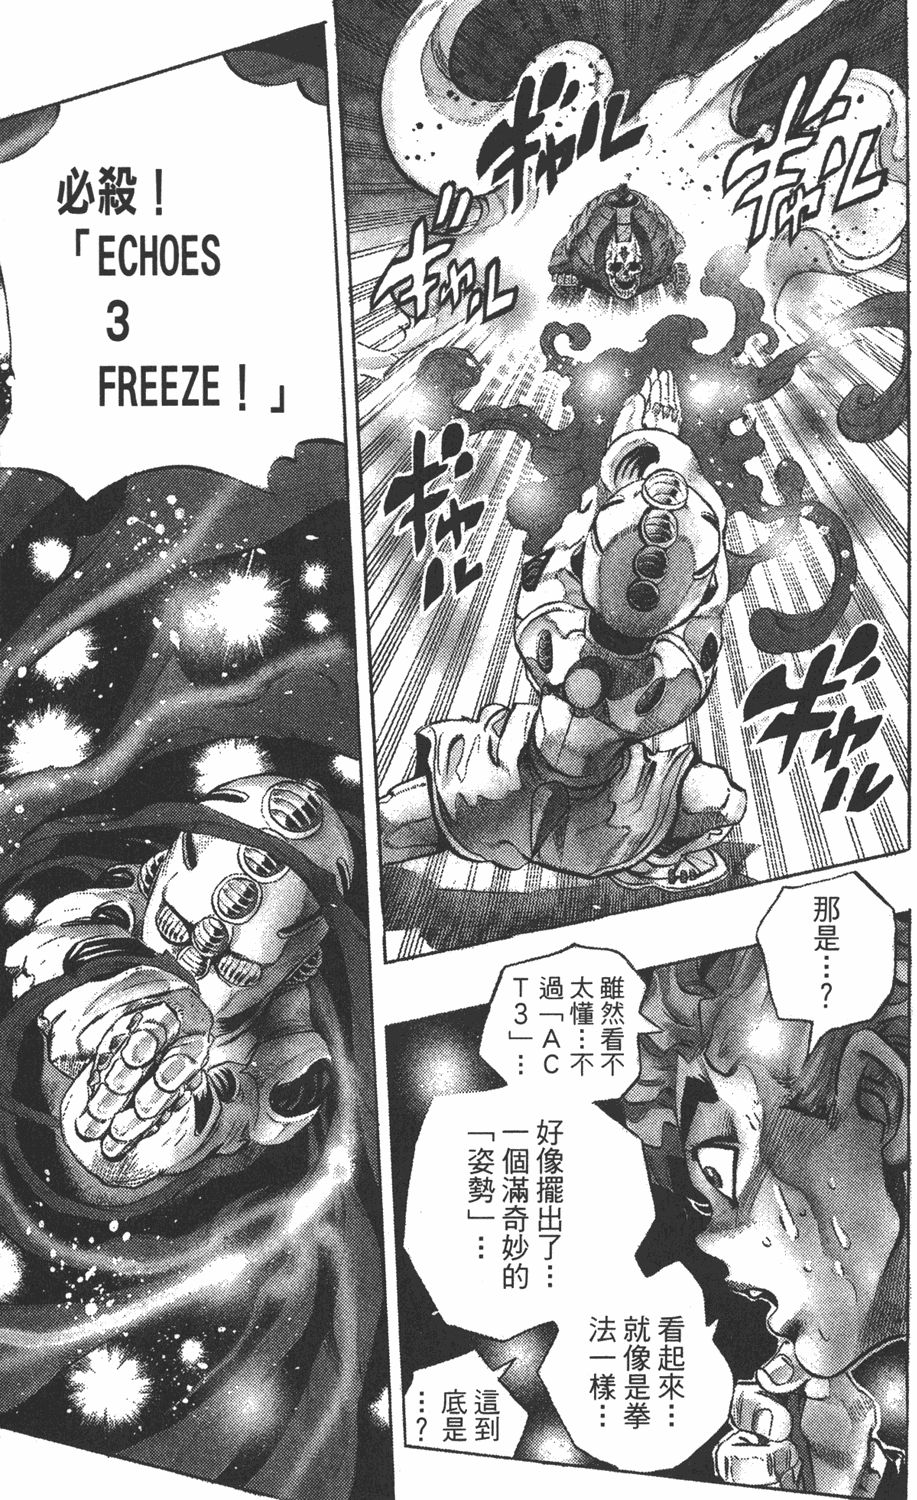 ギャル
ギャル
ギャル
ギャル
ギャル
那是…?
雖然看不
太懂…不
過「AC
T3」…
好像擺出了…
一個滿奇妙的
「姿勢」…
看起來…
就像是拳
法一樣…
這到
底是
…?
必殺!
「ECHOES
3
FREEZE!」